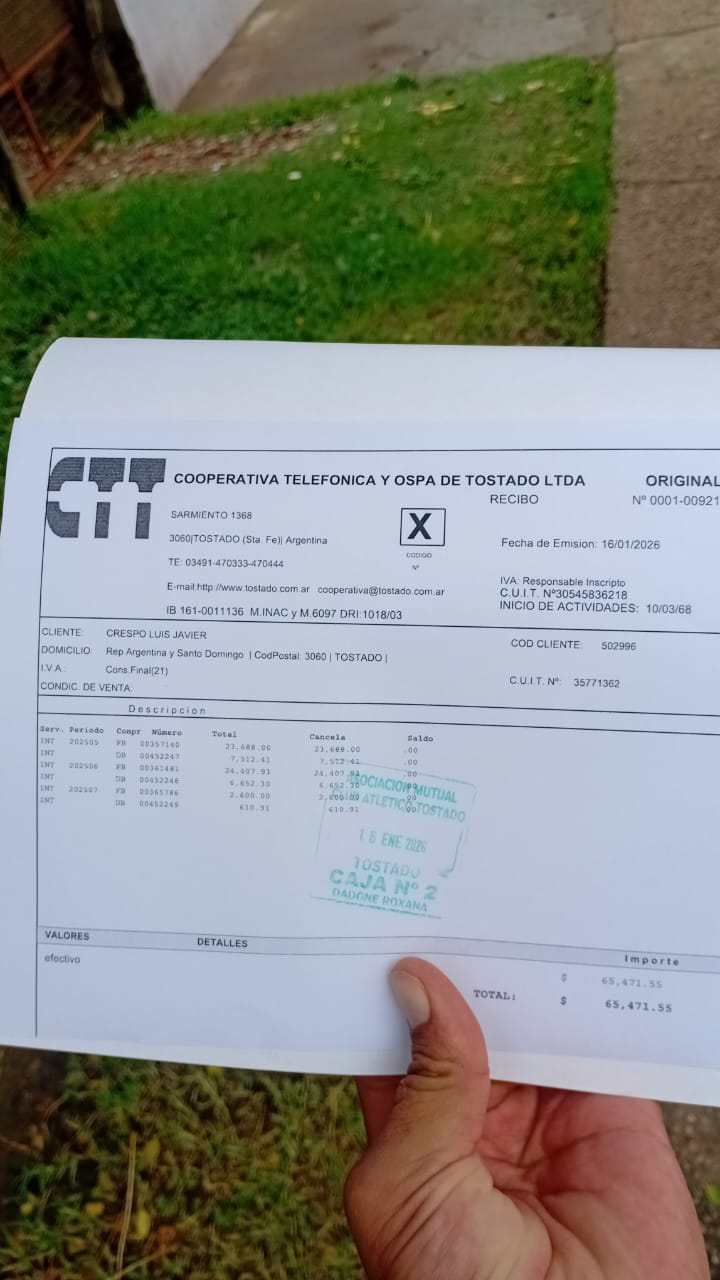 CTT
COOPERATIVA TELEFONICA Y OSPA DE TOSTADO LTDA
ORIGINAL
RECIBO
Nº 0001-00921
SARMIENTO 1368
X
CODIGO
Nº
3060|TOSTADO (Sta. Fe)| Argentina
Fecha de Emision: 16/01/2026
TE: 03491-470333-470444
E-mail:http://www.tostado.com.ar cooperativa@tostado.com.ar
IVA: Responsable Inscripto
C.U.I.T. Nº30545836218
INICIO DE ACTIVIDADES: 10/03/68
IB 161-0011136 M.INAC y M.6097 DRI:1018/03
CLIENTE: CRESPO LUIS JAVIER
COD CLIENTE: 502996
DOMICILIO: Rep Argentina y Santo Domingo | CodPostal: 3060 | TOSTADO |
I.V.A.: Cons.Final(21)
C.U.I.T. Nº: 35771362
CONDIC. DE VENTA:
Descripcion
Serv. Periodo Compr Número Total Cancela Saldo
INT 202505 FB 00357140 23,688.00 23,688.00 .00
INT DB 00452247 7,512.41 7,512.41 .00
INT 202506 FB 00361481 24,407.93 24,407.93 .00
INT DB 00452248 6,652.30 6,652.30 .00
INT 202507 FB 00365786 2,600.00 2,600.00 .00
INT DB 00452249 610.91 610.91
ASOCIACION MUTUAL
CLUB ATLETICO TOSTADO
16 ENE 2026
TOSTADO
CAJA Nº 2
DADONE ROXANA
VALORES DETALLES Importe
efectivo $ 65,471.55
TOTAL: $ 65,471.55